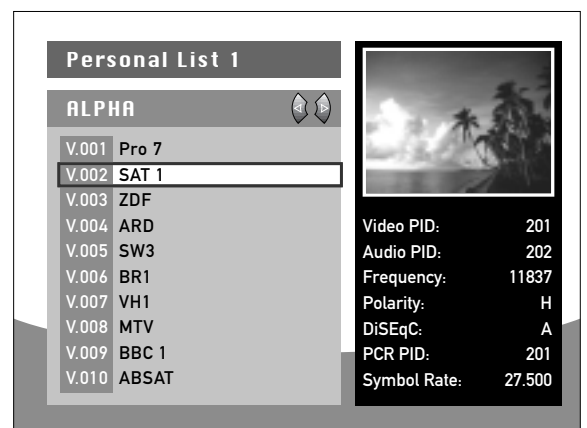 Personal List 1
ALPHA
V.001 Pro 7
V.002 SAT 1
V.003 ZDF
V.004 ARD
V.005 SW3
V.006 BR1
V.007 VH1
V.008 MTV
V.009 BBC 1
V.010 ABSAT
Video PID: 201
Audio PID: 202
Frequency: 11837
Polarity: H
DiSEqC: A
PCR PID: 201
Symbol Rate: 27.500